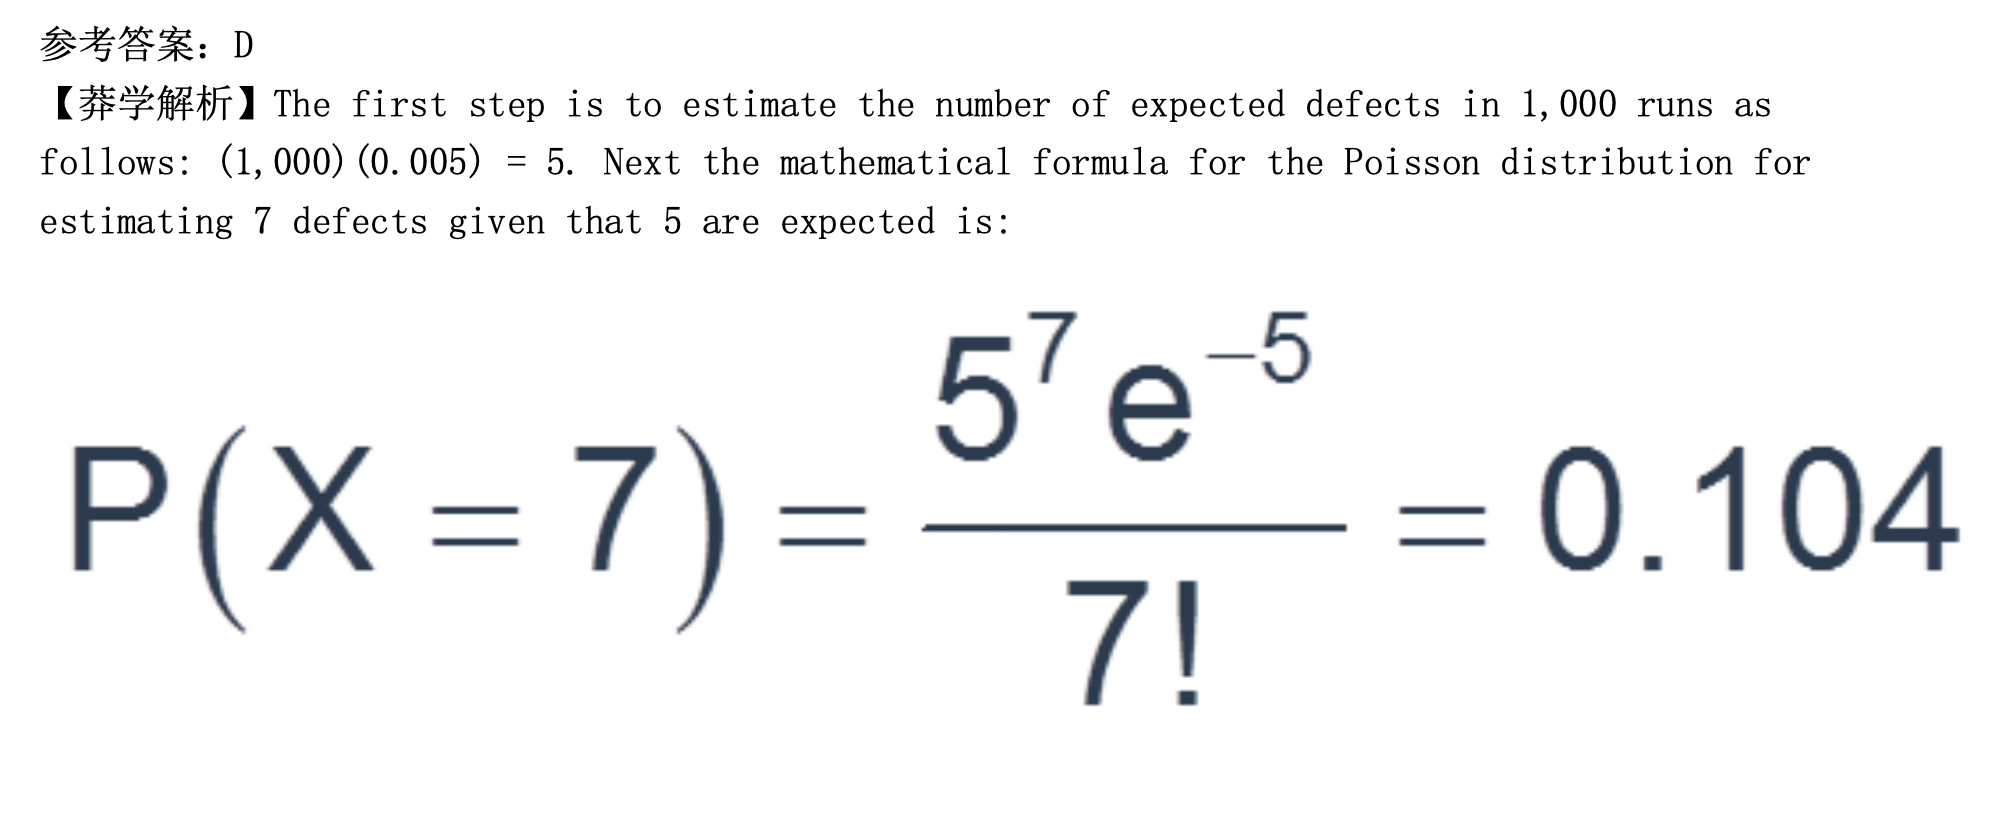 参考答案：D
【莽学解析】The first step is to estimate the number of expected defects in 1,000 runs as
follows: (1,000)(0.005) = 5. Next the mathematical formula for the Poisson distribution for
estimating 7 defects given that 5 are expected is:
P(X = 7) = \frac{5^7 e^{-5}}{7!} = 0.104